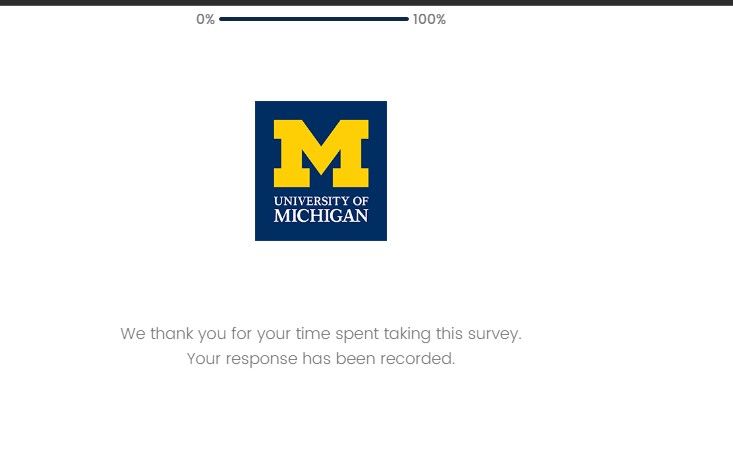 0% 100%
M
UNIVERSITY OF
MICHIGAN
We thank you for your time spent taking this survey.
Your response has been recorded.